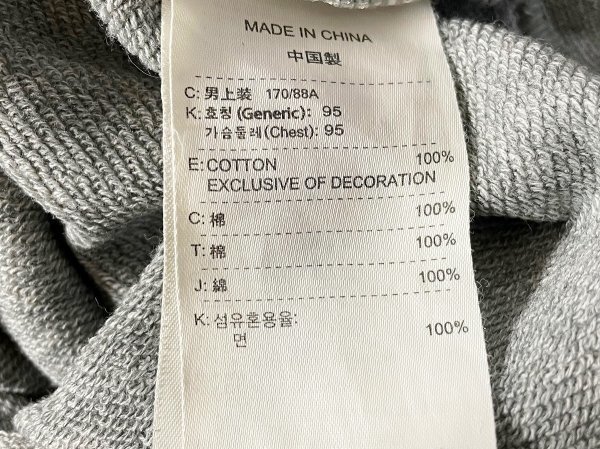 MADE IN CHINA
中国製
C: 男上装 170/88A
K: 호칭 (Generic): 95
가슴둘레(Chest): 95
E: COTTON 100%
EXCLUSIVE OF DECORATION
C: 棉 100%
T: 棉 100%
J: 綿 100%
K: 섬유혼용율:
면 100%